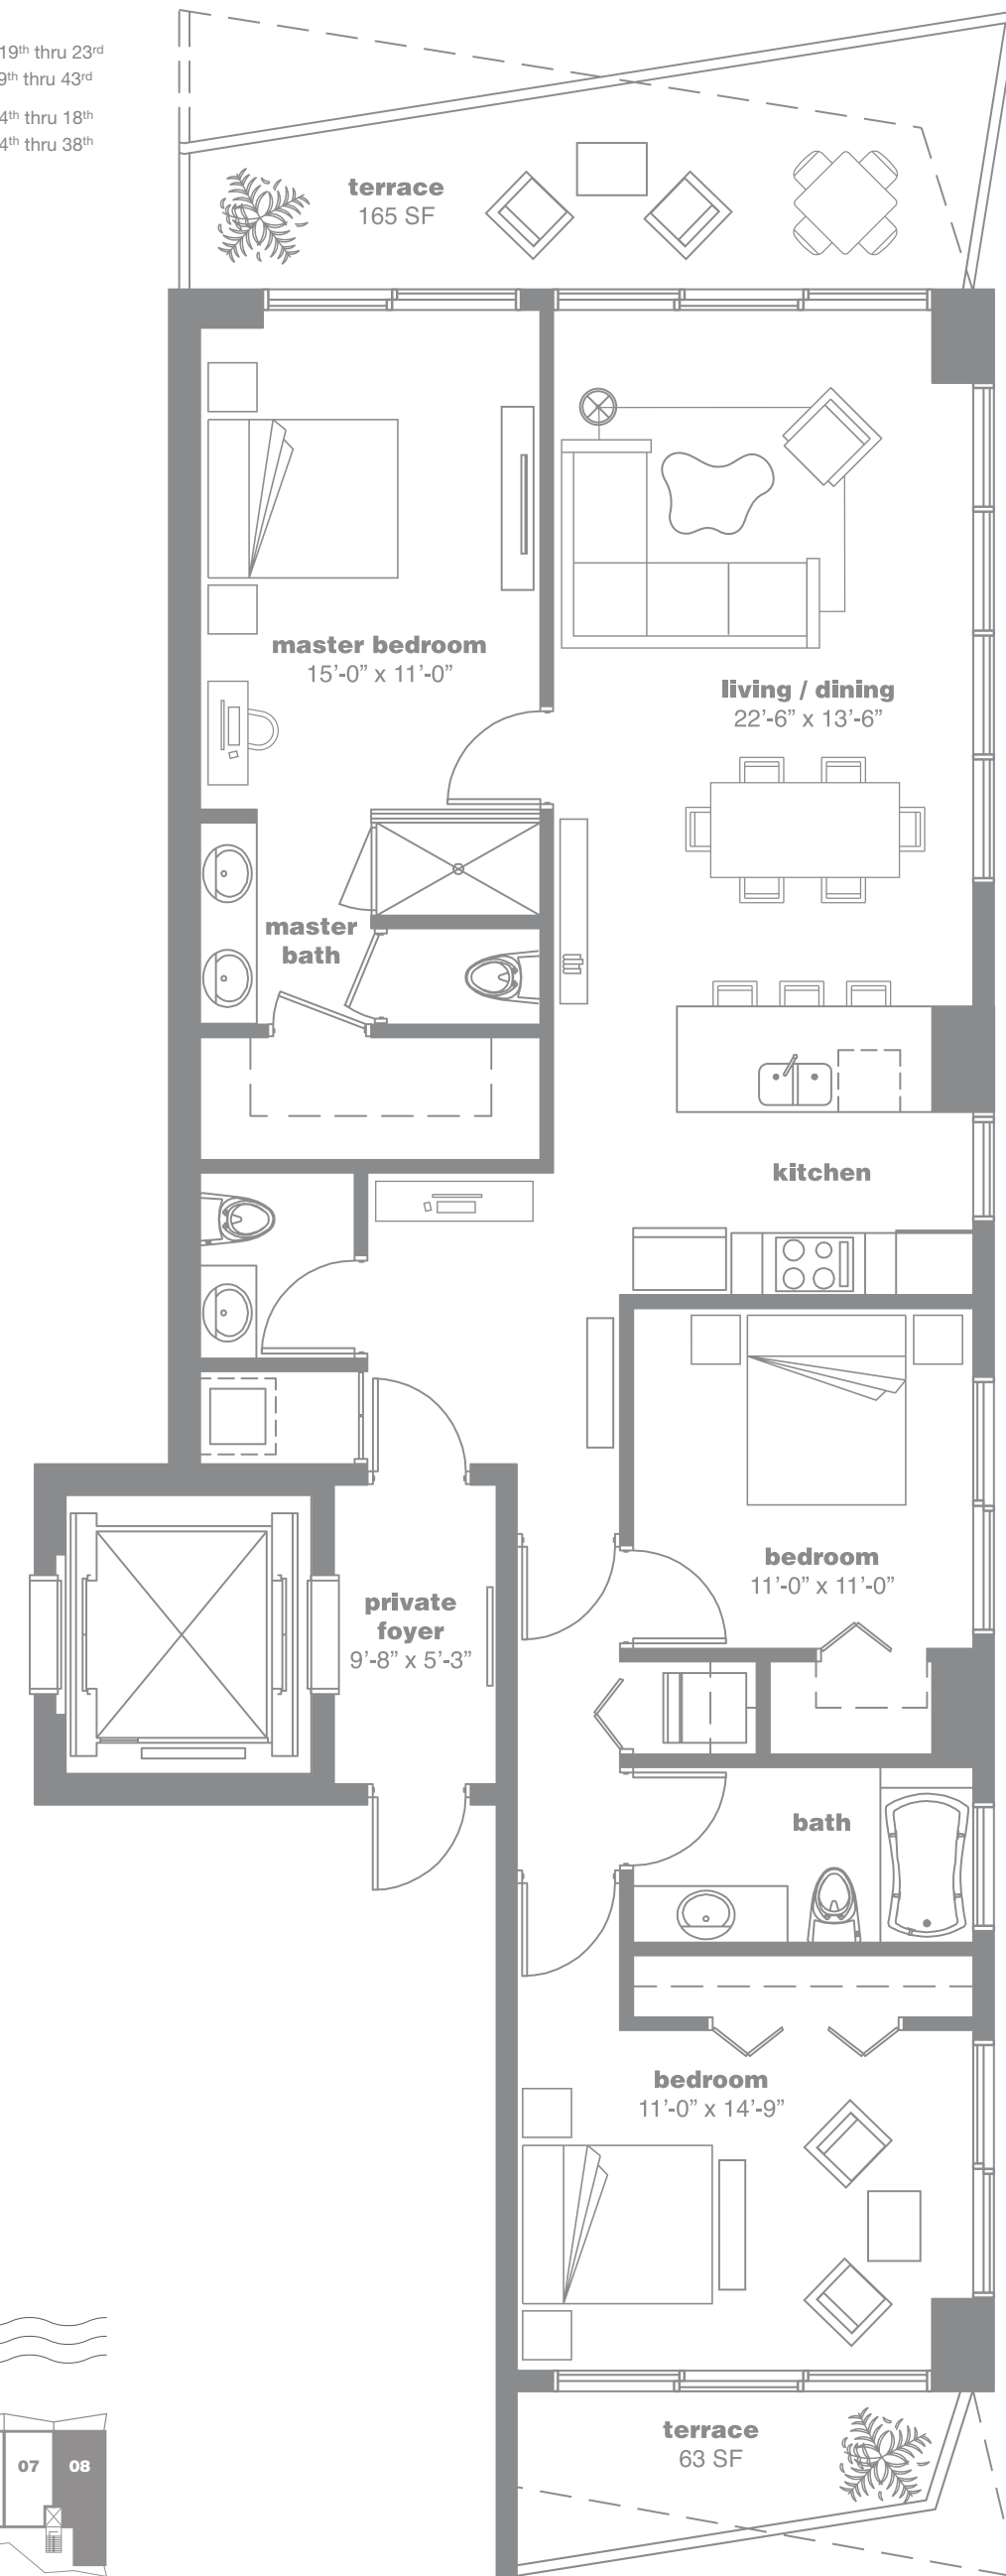 19th thru 23rd
9th thru 43rd
4th thru 18th
4th thru 38th
terrace
165 SF
master bedroom
15’-0” x 11’-0”
living / dining
22’-6” x 13’-6”
master
bath
kitchen
bedroom
11’-0” x 11’-0”
private
foyer
9’-8” x 5’-3”
bath
bedroom
11’-0” x 14’-9”
terrace
63 SF
07 08